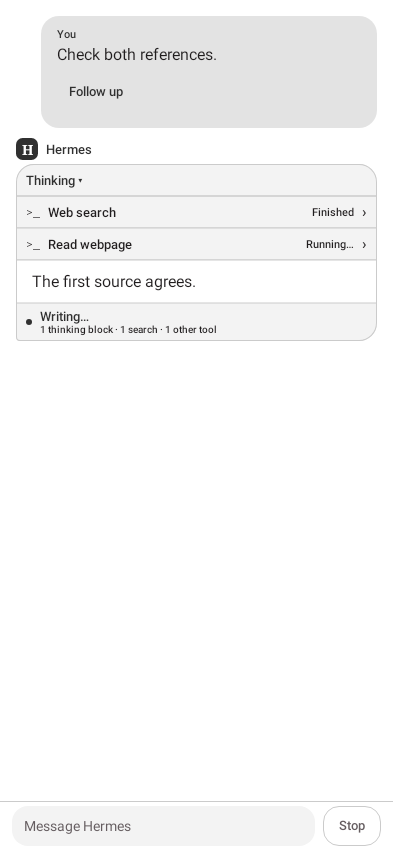 You
Check both references.
Follow up
H Hermes
Thinking
>_ Web search Finished ›
>_ Read webpage Running... ›
The first source agrees.
Writing...
1 thinking block · 1 search · 1 other tool
Message Hermes Stop